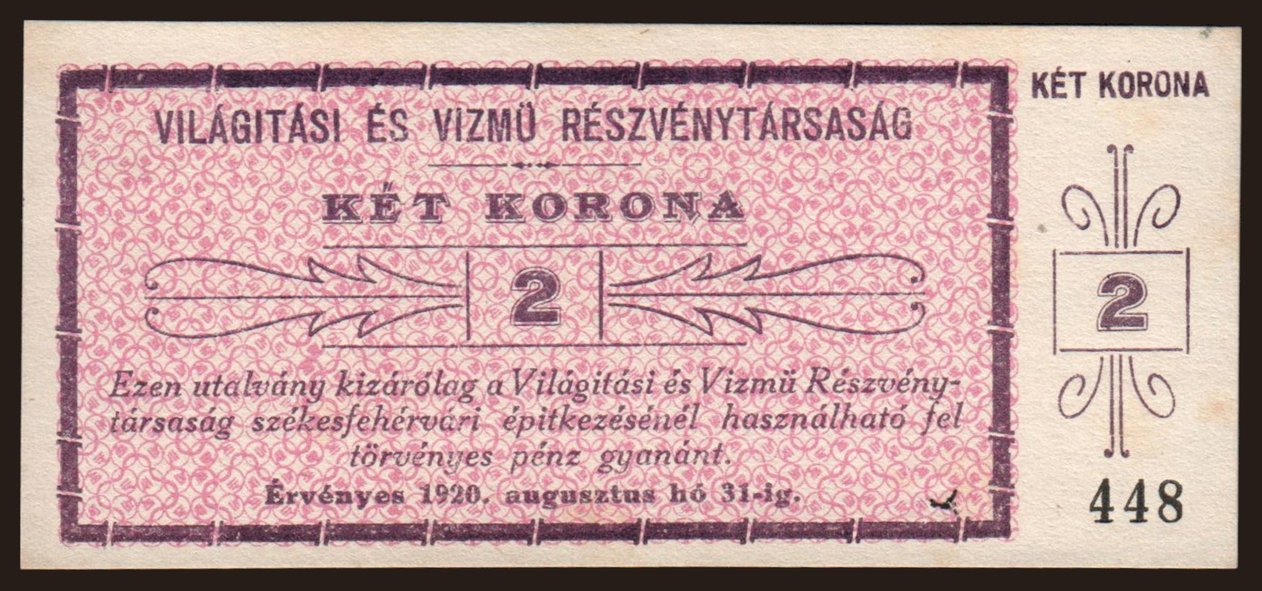 VILÁGITÁSI ÉS VIZMÜ RÉSZVÉNYTÁRSASÁG
KÉT KORONA
2
Ezen utalvány kizárólag a Világitási és Vizmü Részvény-
társaság székesfehérvári épitkezésénél használható fel
törvényes pénz gyanánt.
Érvényes 1920. augusztus hó 31-ig.
KÉT KORONA
2
448